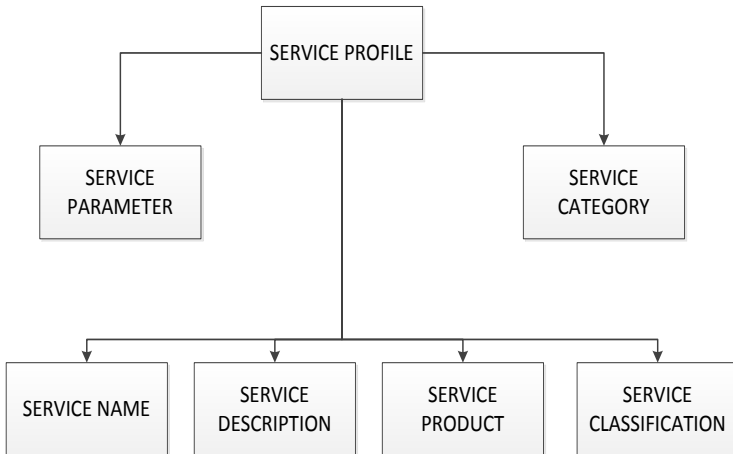 SERVICE PROFILE
SERVICE
PARAMETER
SERVICE
CATEGORY
SERVICE NAME
SERVICE
DESCRIPTION
SERVICE
PRODUCT
SERVICE
CLASSIFICATION